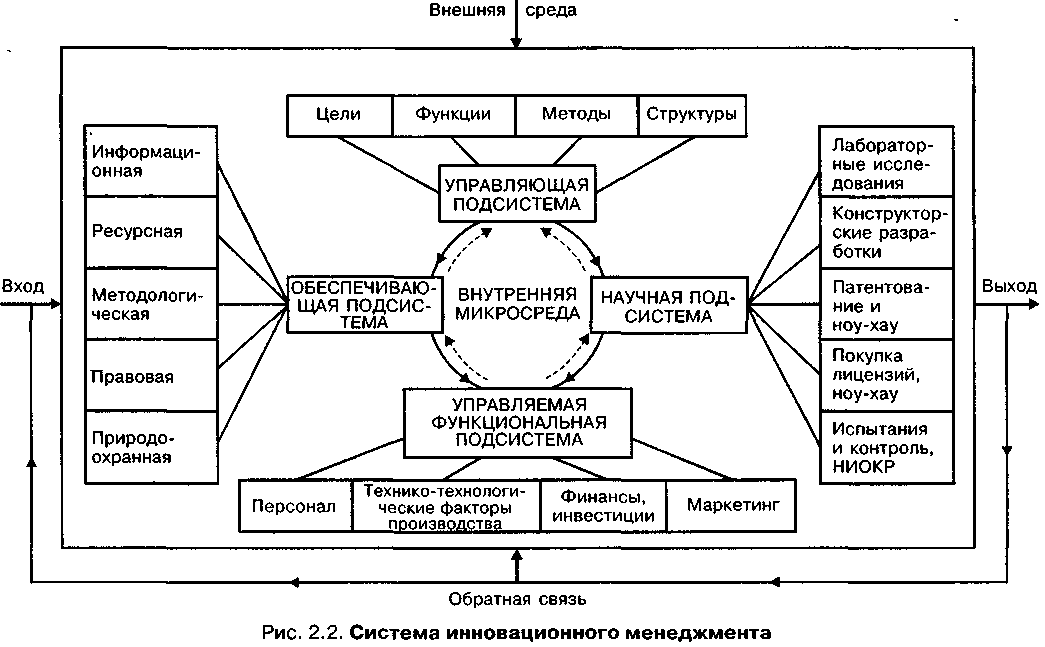 Внешняя среда
Цели
Функции
Методы
Структуры
Информаци-
онная
Ресурсная
Методологи-
ческая
Правовая
Природо-
охранная
УПРАВЛЯЮЩАЯ
ПОДСИСТЕМА
Лаборатор-
ные иссле-
дования
Конструктор-
ские разра-
ботки
Патентова-
ние и
ноу-хау
Покупка
лицензий,
ноу-хау
Испытания
и контроль,
НИОКР
Вход
ОБЕСПЕЧИВАЮ-
ЩАЯ ПОДСИС-
ТЕМА
ВНУТРЕННЯЯ
МИКРОСРЕДА
НАУЧНАЯ ПОД-
СИСТЕМА
Выход
УПРАВЛЯЕМАЯ
ФУНКЦИОНАЛЬНАЯ
ПОДСИСТЕМА
Персонал
Технико-технологи-
ческие факторы
производства
Финансы,
инвестиции
Маркетинг
Обратная связь
Рис. 2.2. Система инновационного менеджмента